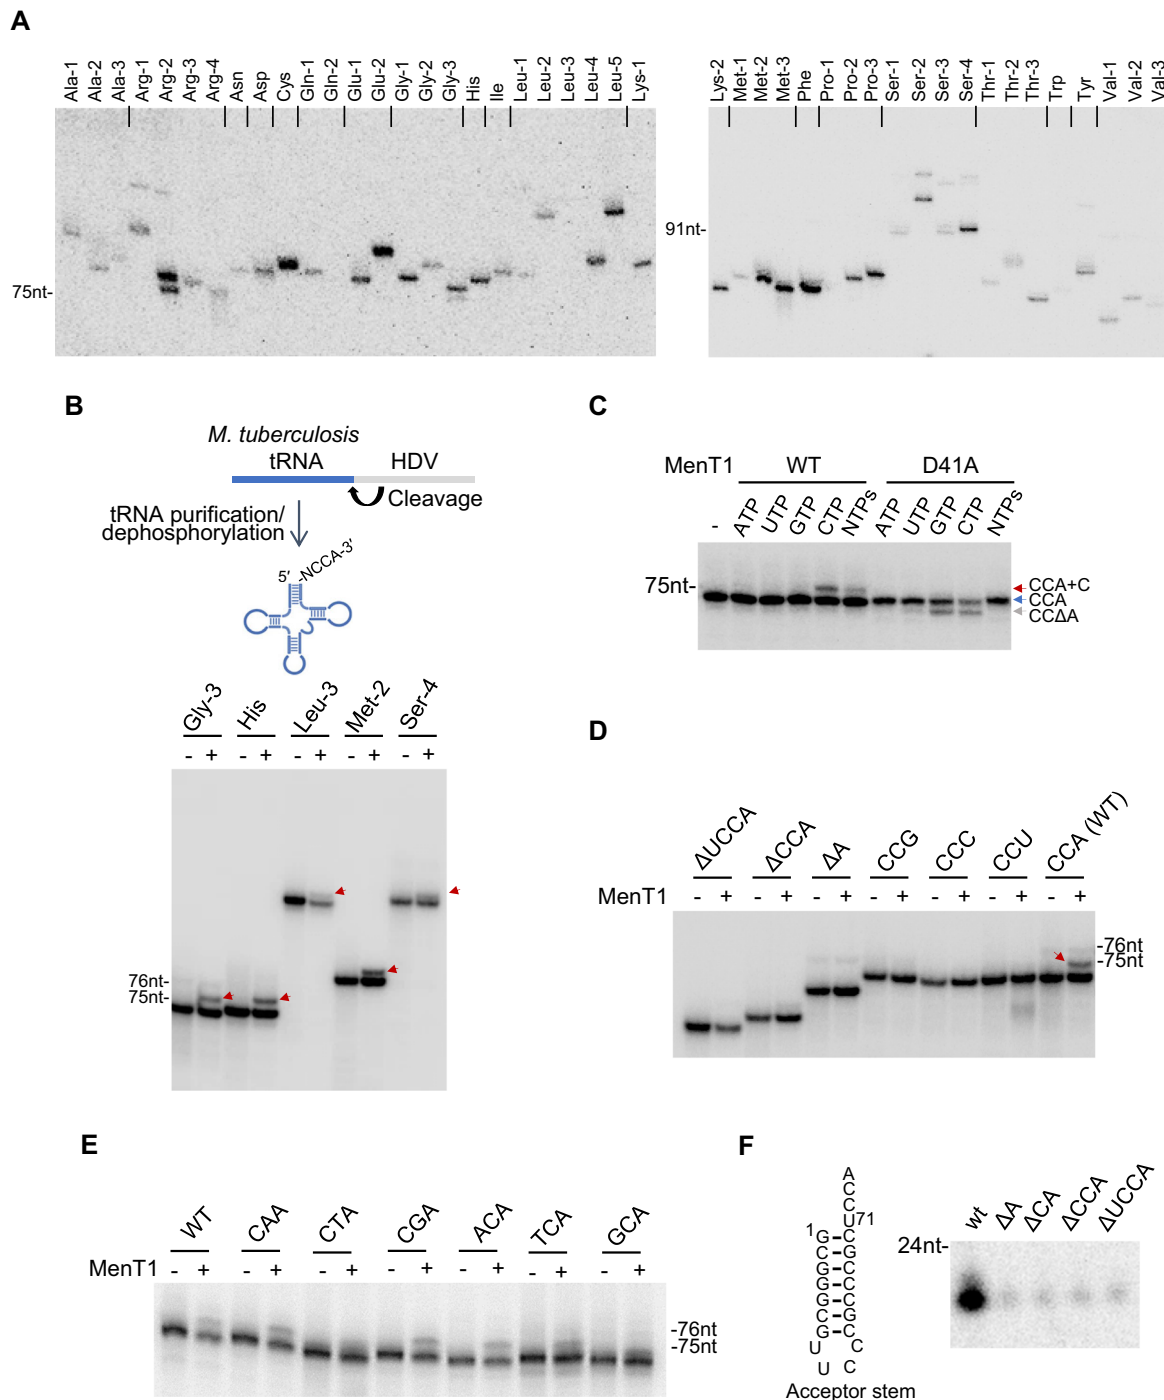 A
Ala-1 Ala-2 Ala-3 Arg-1 Arg-2 Arg-3 Arg-4 Asn Asp Cys Gln-1 Gln-2 Glu-1 Glu-2 Gly-1 Gly-2 Gly-3 His Ile Leu-1 Leu-2 Leu-3 Leu-4 Leu-5 Lys-1
75nt-
Lys-2 Met-1 Met-2 Met-3 Phe Pro-1 Pro-2 Pro-3 Ser-1 Ser-2 Ser-3 Ser-4 Thr-1 Thr-2 Thr-3 Trp Tyr Val-1 Val-2 Val-3
91nt-
B
M. tuberculosis
tRNA HDV
Cleavage
tRNA purification/
dephosphorylation
5′ -NCCA-3′
Gly-3 His Leu-3 Met-2 Ser-4
- + - + - + - + - +
76nt-
75nt-
C
MenT1 WT D41A
- ATP UTP GTP CTP NTPs ATP UTP GTP CTP NTPs
75nt-
CCA+C
CCA
CCΔA
D
ΔUCCA ΔCCA ΔA CCG CCC CCU CCA (WT)
MenT1 - + - + - + - + - + - + - +
-76nt
-75nt
E
WT CAA CTA CGA ACA TCA GCA
MenT1 - + - + - + - + - + - + - +
-76nt
-75nt
F
A
C
C
U 71
1 G C
C G
G C
G C
G C
C G
G C
U C
U C
Acceptor stem
wt ΔA ΔCA ΔCCA ΔUCCA
24nt-